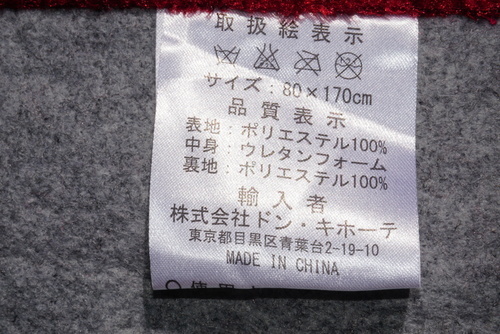 取扱絵表示
サイズ：80×170cm
品質表示
表地：ポリエステル100%
中身：ウレタンフォーム
裏地：ポリエステル100%
輸入者
株式会社ドン・キホーテ
東京都目黒区青葉台2-19-10
MADE IN CHINA